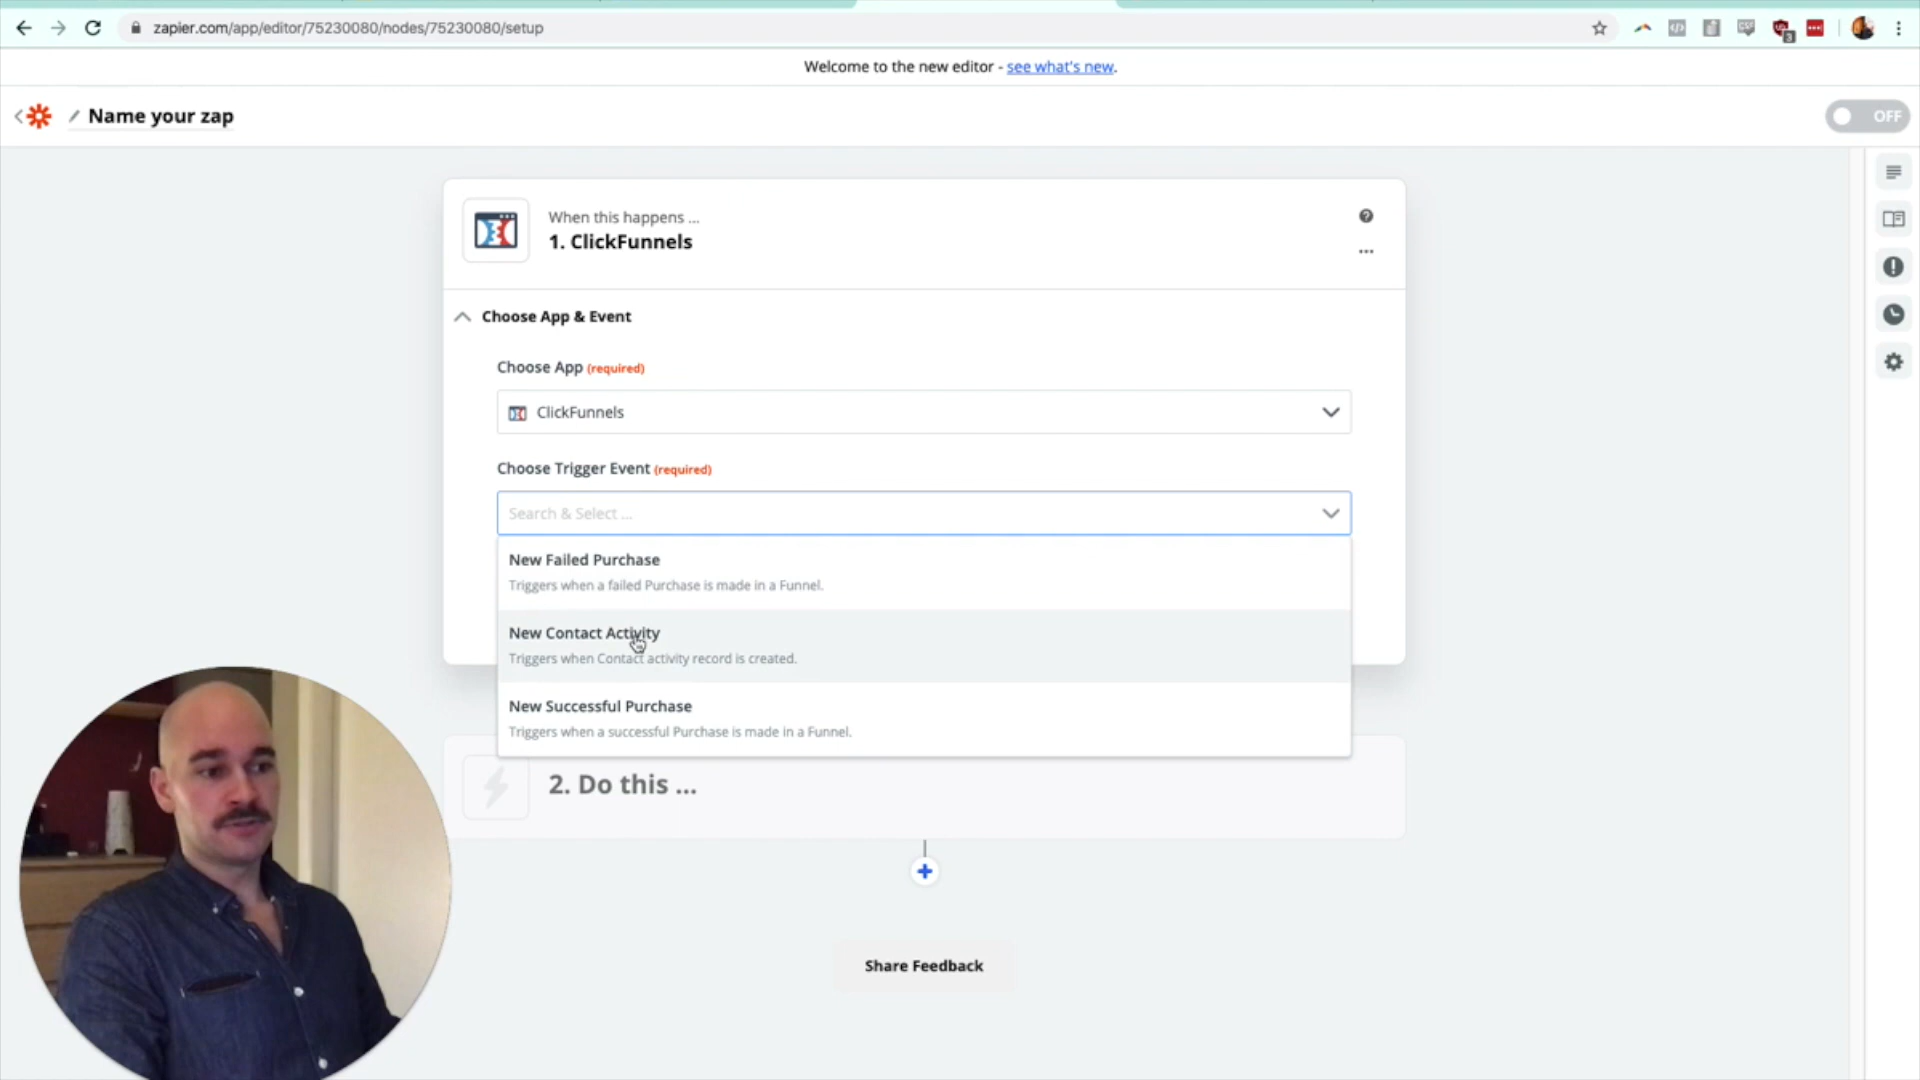 zapier.com/app/editor/75230080/nodes/75230080/setup
3
Welcome to the new editor - see what's new.
Name your zap
OFF
When this happens ...
1. ClickFunnels
Choose App & Event
Choose App (required)
ClickFunnels
Choose Trigger Event (required)
Search & Select ...
New Failed Purchase
Triggers when a failed Purchase is made in a Funnel.
New Contact Activity
Triggers when Contact activity record is created.
New Successful Purchase
Triggers when a successful Purchase is made in a Funnel.
2. Do this ...
Share Feedback